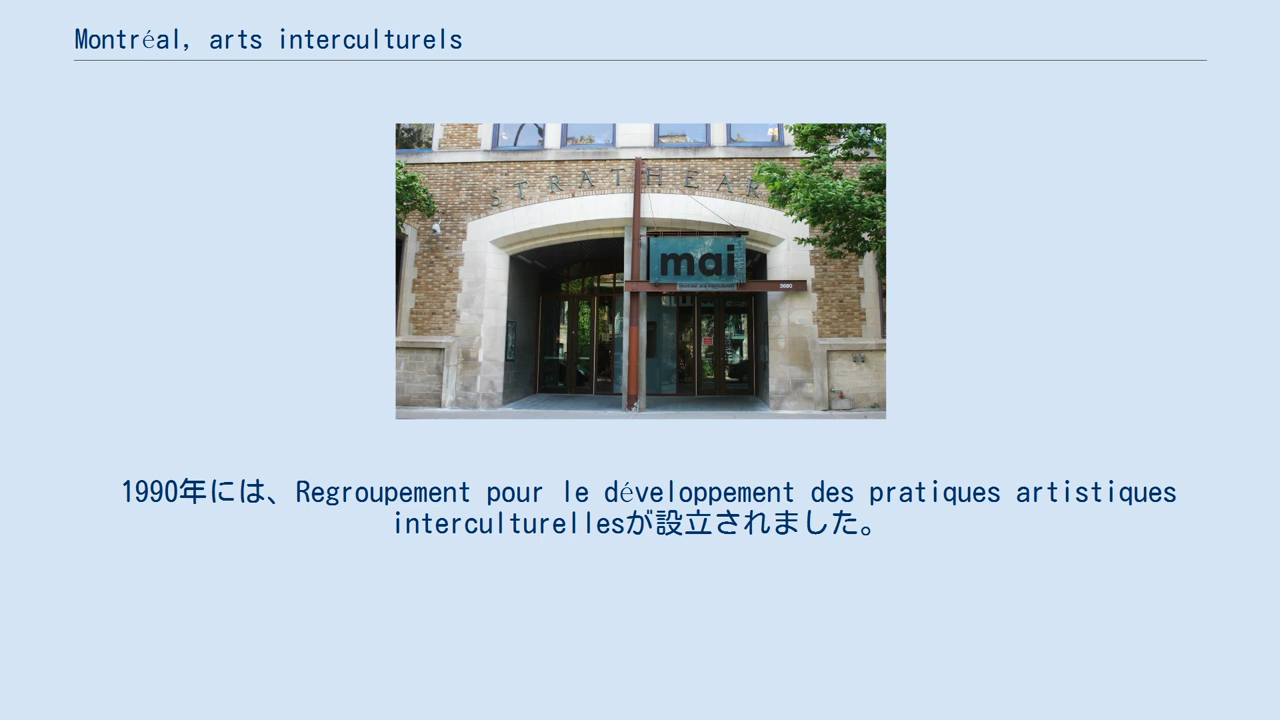 Montréal, arts interculturels
STRATHEAR
mai
3680
1990年には、Regroupement pour le développement des pratiques artistiques
interculturellesが設立されました。